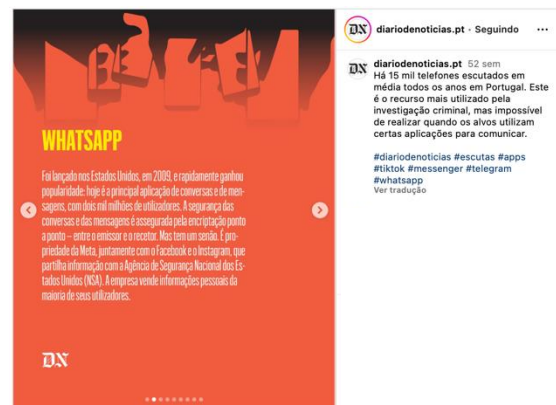 WHATSAPP
Foi lançado nos Estados Unidos, em 2009, e rapidamente ganhou
popularidade: hoje é a principal aplicação de conversas e de men-
sagens, com dois mil milhões de utilizadores. A segurança das
conversas e das mensagens é assegurada pela encriptação ponto
a ponto – entre o emissor e o recetor. Mas tem um senão. É pro-
priedade da Meta, juntamente com o Facebook e o Instagram, que
partilha informação com a Agência de Segurança Nacional dos Es-
tados Unidos (NSA). A empresa vende informações pessoais da
maioria de seus utilizadores.
DN
DN
diariodenoticias.pt · Seguindo
DN
diariodenoticias.pt 52 sem
Há 15 mil telefones escutados em
média todos os anos em Portugal. Este
é o recurso mais utilizado pela
investigação criminal, mas impossível
de realizar quando os alvos utilizam
certas aplicações para comunicar.
#diariodenoticias #escutas #apps
#tiktok #messenger #telegram
#whatsapp
Ver tradução